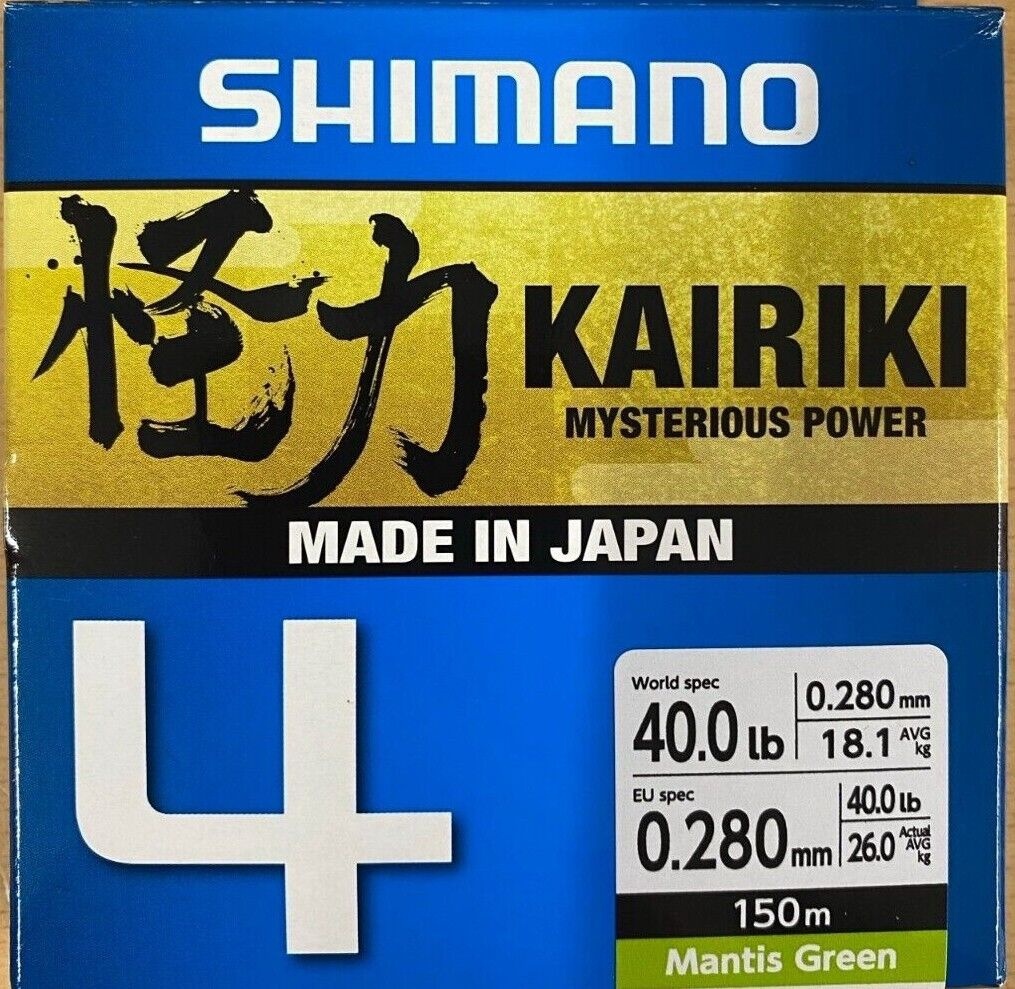 SHIMANO
怪力 KAIRIKI
MYSTERIOUS POWER
MADE IN JAPAN
4
World spec
40.0 lb
0.280 mm
18.1 AVG kg
EU spec
0.280 mm
40.0 lb
26.0 Actual AVG kg
150m
Mantis Green